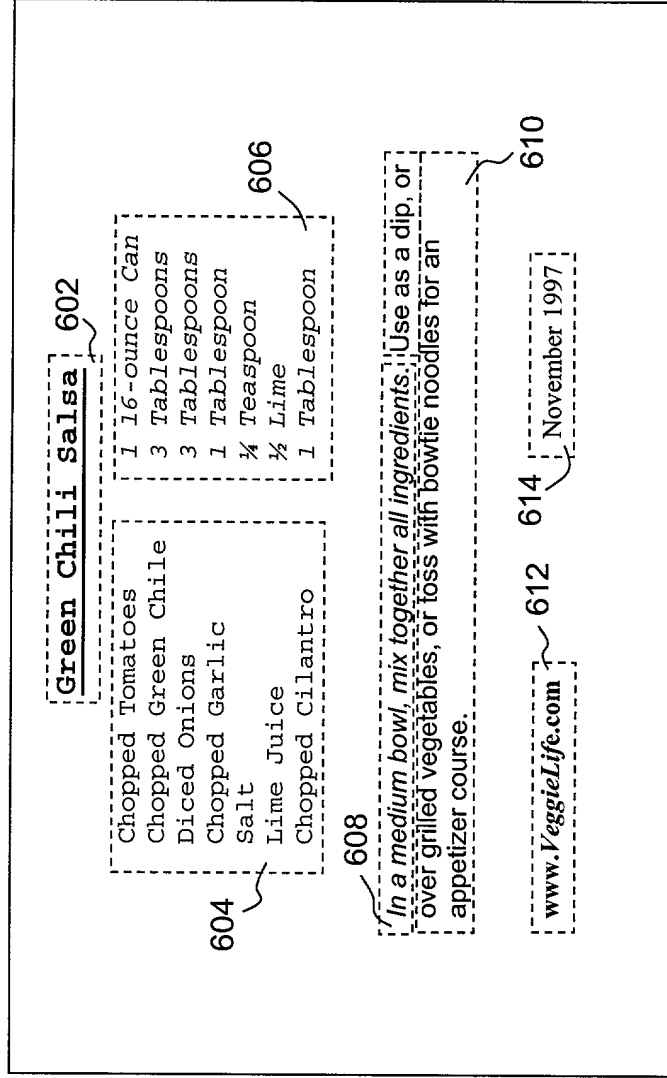 Green Chili Salsa
602
Chopped Tomatoes 1 16-ounce Can
Chopped Green Chile 3 Tablespoons
Diced Onions 3 Tablespoons
Chopped Garlic 1 Tablespoon
Salt ¼ Teaspoon
Lime Juice ½ Lime
Chopped Cilantro 1 Tablespoon
604
606
608
In a medium bowl, mix together all ingredients. Use as a dip, or
over grilled vegetables, or toss with bowtie noodles for an
appetizer course.
610
www.VeggieLife.com
612
614
November 1997